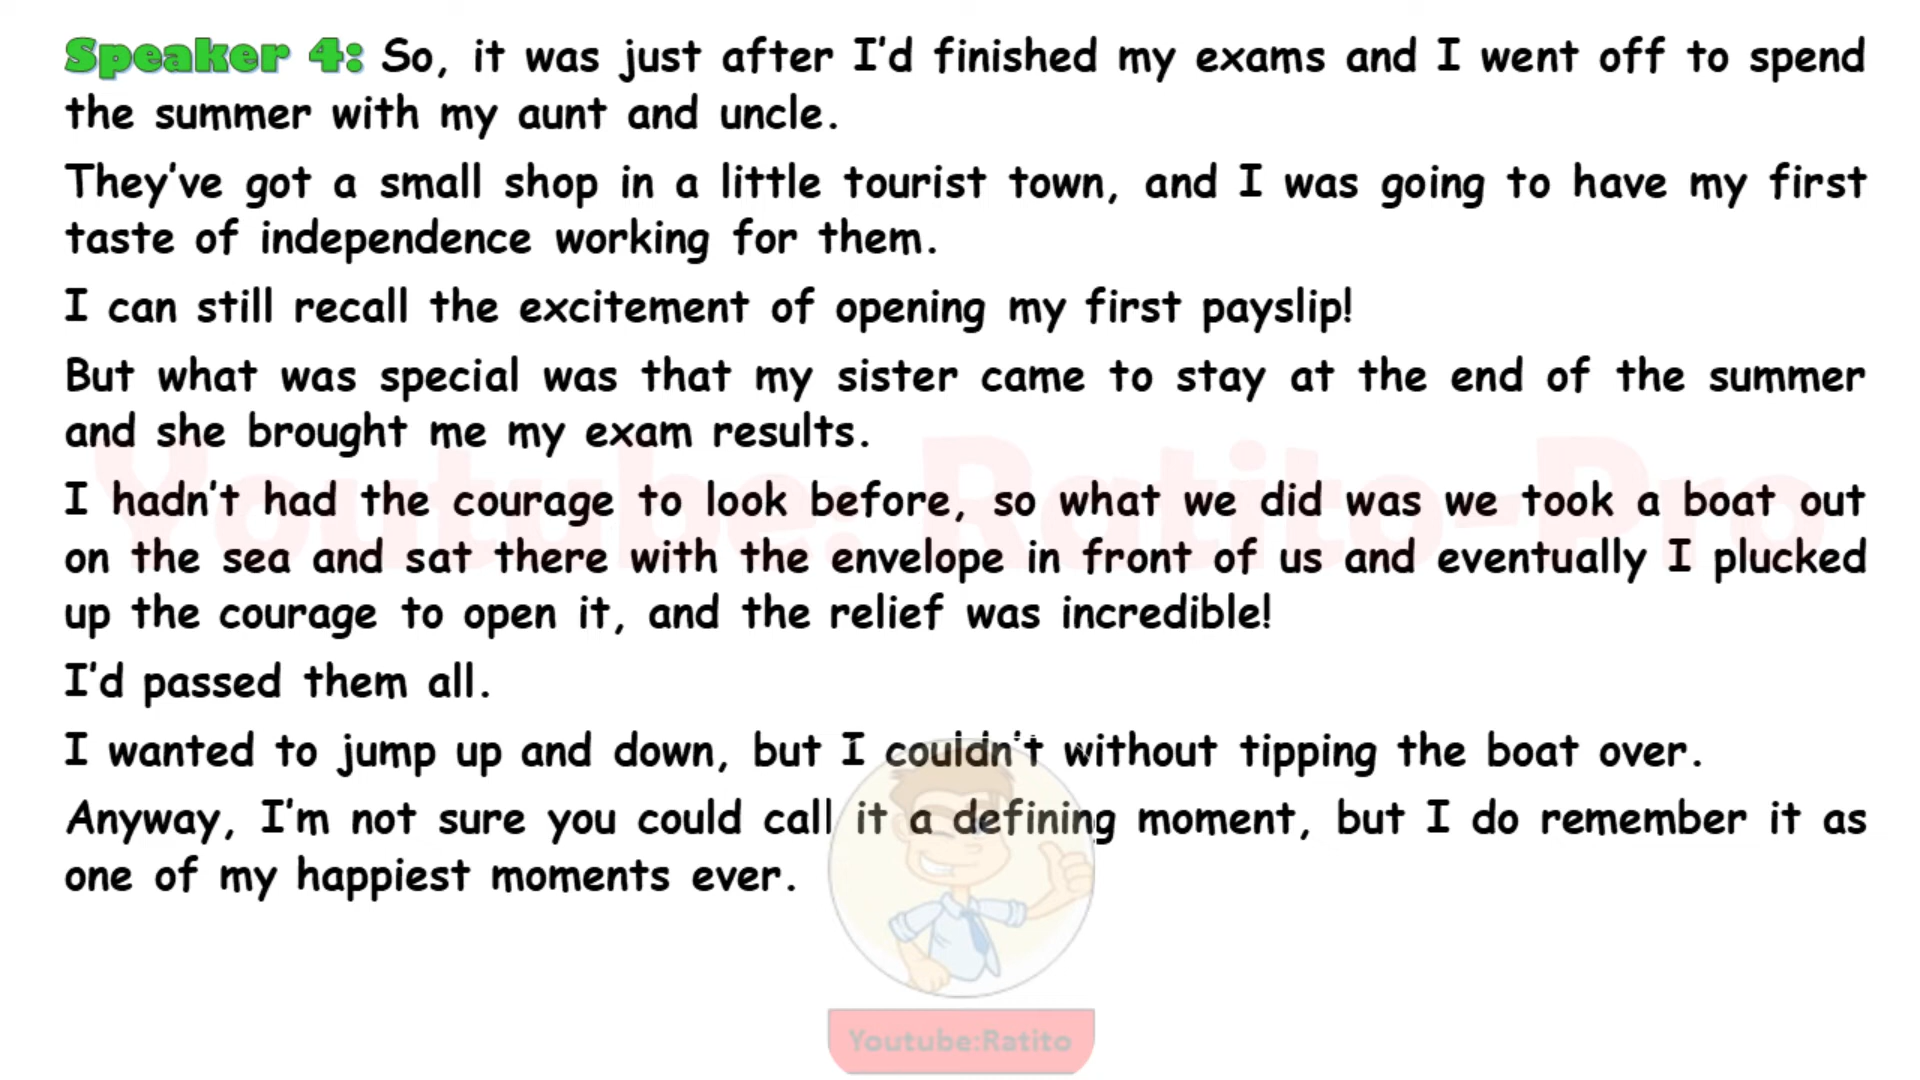 Speaker 4: So, it was just after I'd finished my exams and I went off to spend
the summer with my aunt and uncle.
They've got a small shop in a little tourist town, and I was going to have my first
taste of independence working for them.
I can still recall the excitement of opening my first payslip!
But what was special was that my sister came to stay at the end of the summer
and she brought me my exam results.
I hadn't had the courage to look before, so what we did was we took a boat out
on the sea and sat there with the envelope in front of us and eventually I plucked
up the courage to open it, and the relief was incredible!
I'd passed them all.
I wanted to jump up and down, but I couldn't without tipping the boat over.
Anyway, I'm not sure you could call it a defining moment, but I do remember it as
one of my happiest moments ever.
Youtube: Ratito-Pro
Youtube:Ratito